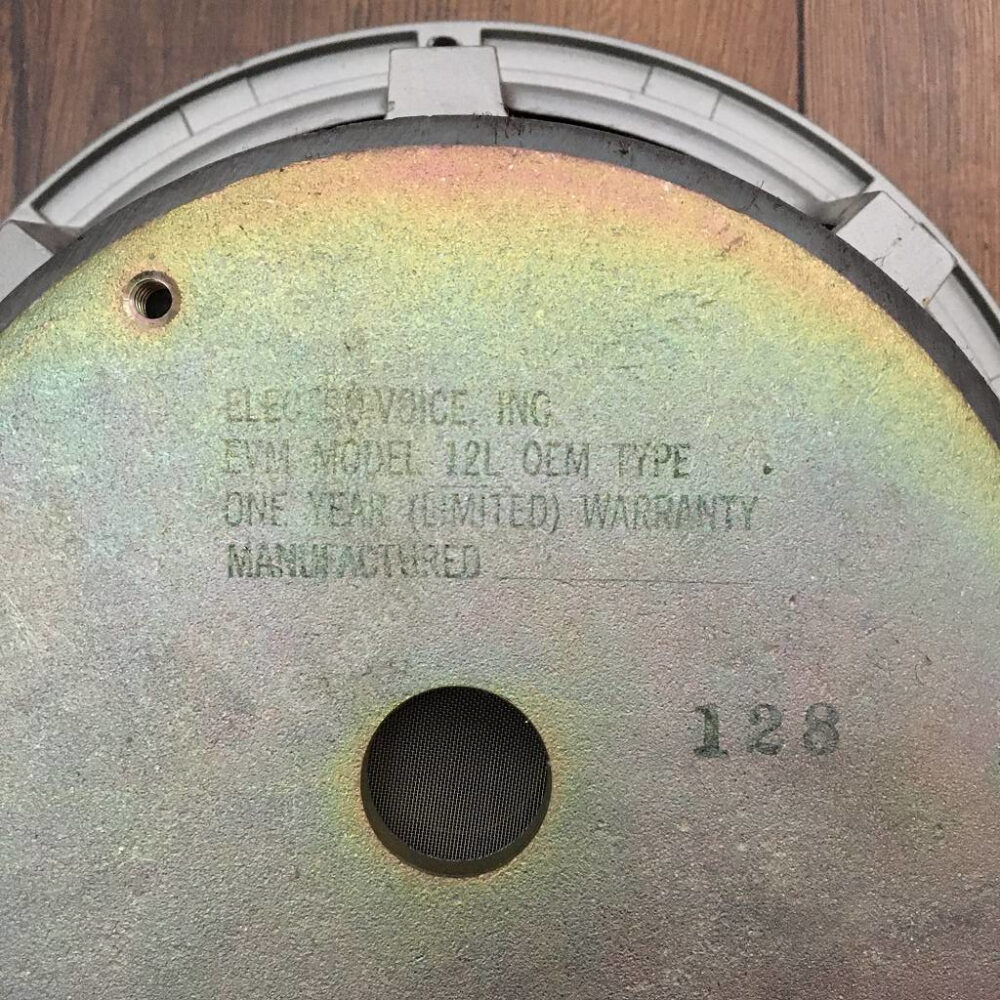 ELECTRO-VOICE, INC.
EVM MODEL 12L OEM TYPE
ONE YEAR (LIMITED) WARRANTY
MANUFACTURED
128